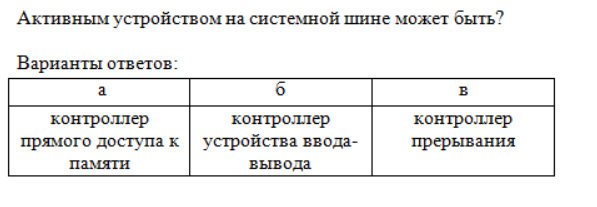 Активным устройством на системной шине может быть?
Варианты ответов:
а б в
контроллер прямого доступа к памяти
контроллер устройства ввода-вывода
контроллер прерывания